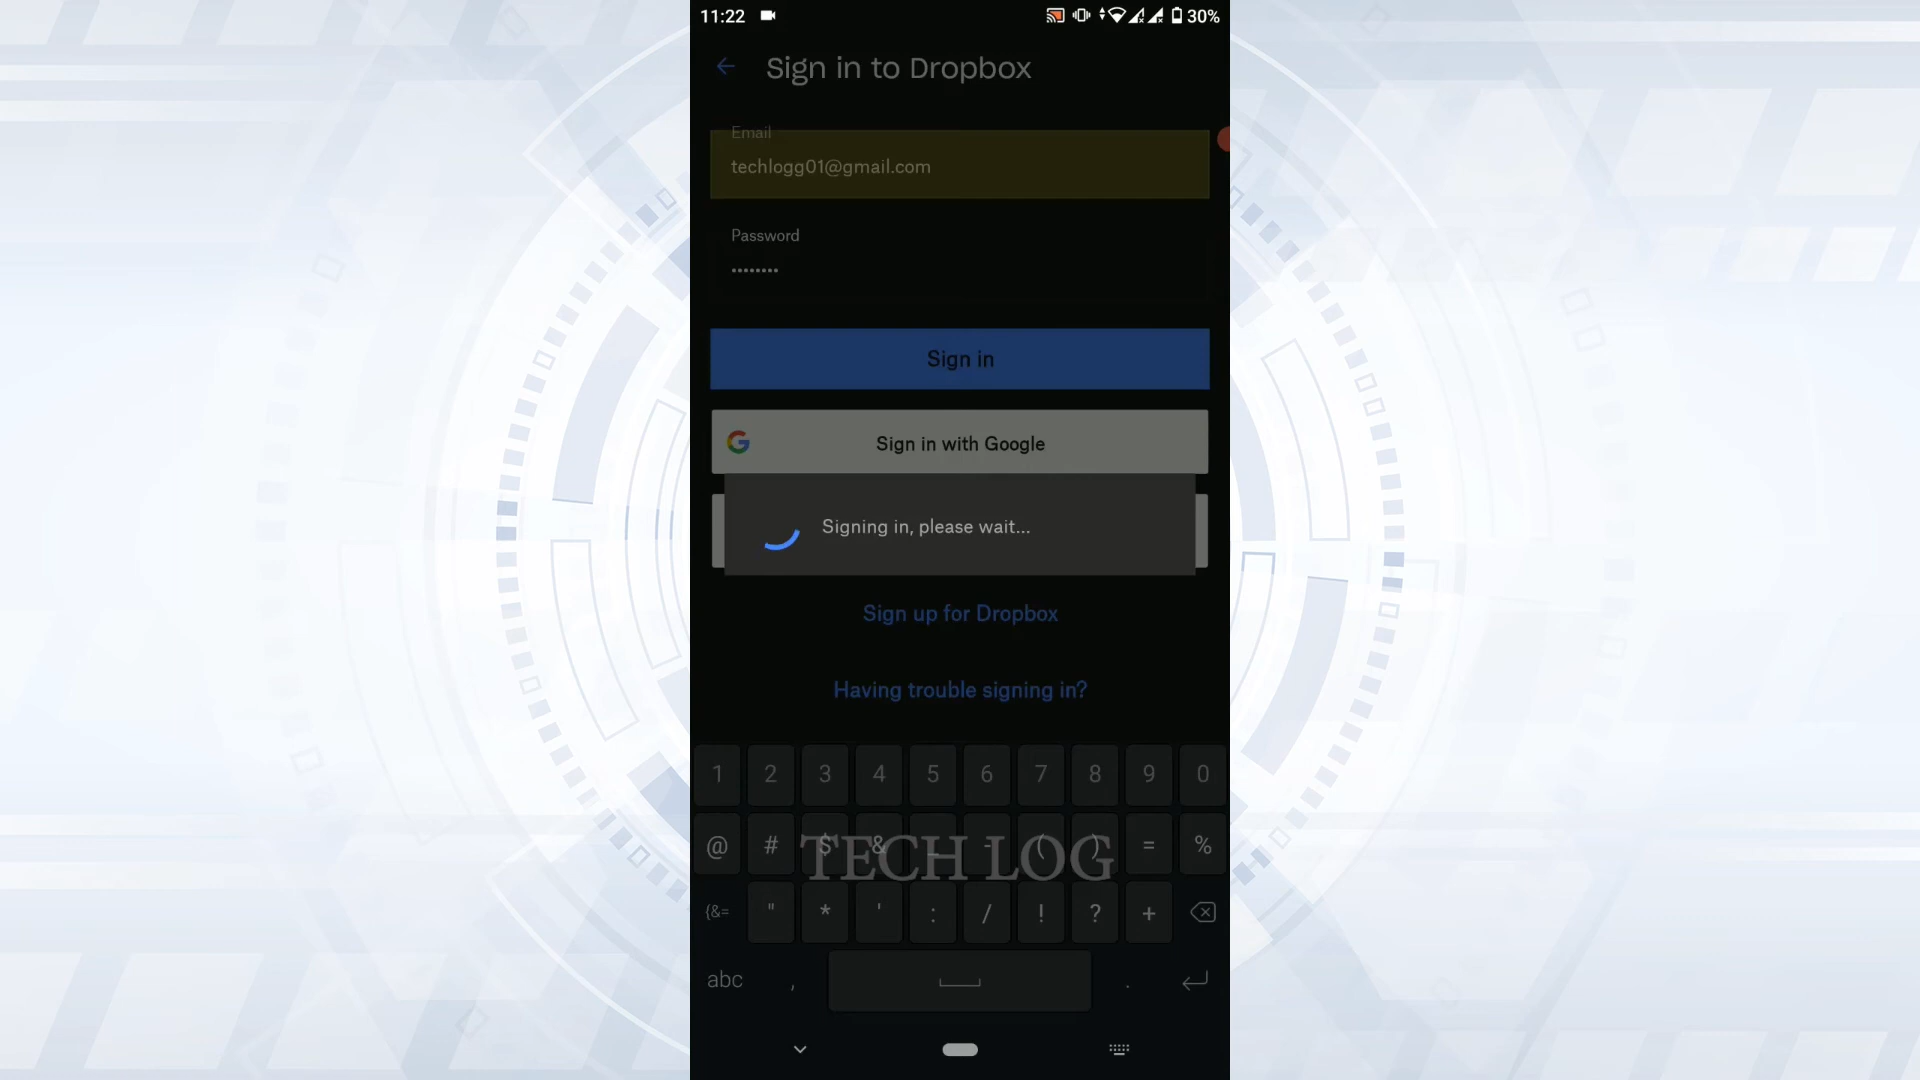 11:22
30%
Sign in to Dropbox
Email
techlogg01@gmail.com
Password
••••••••
Sign in
Sign in with Google
Signing in, please wait...
Sign up for Dropbox
Having trouble signing in?
1 2 3 4 5 6 7 8 9 0
@ # $ & _ - ( ) = %
TECH LOG
{&= " * ' : / ! ? +
abc , .